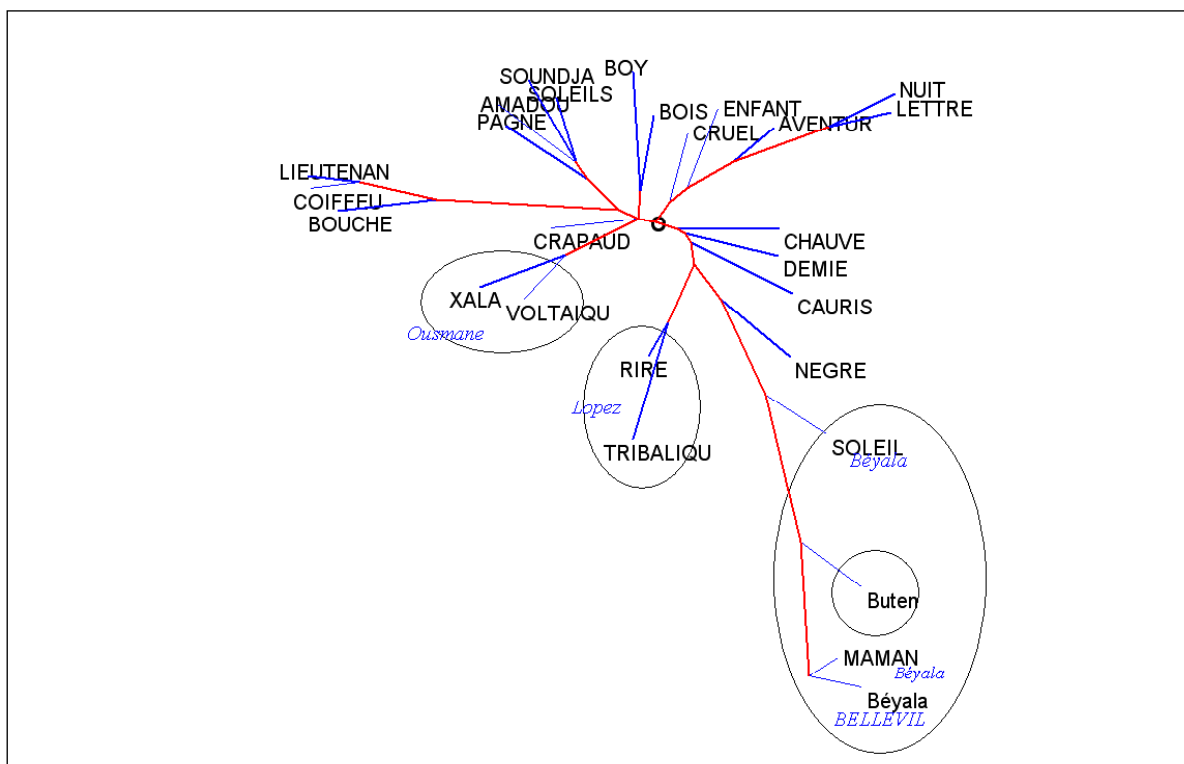 BOY
SOUNDJA
SOLEILS
AMADOU
PAGNE
BOIS
ENFANT
CRUEL
AVENTUR
NUIT
LETTRE
LIEUTENAN
COIFFFU
BOUCHE
CRAPAUD
O
CHAUVE
DEMIE
CAURIS
XALA
VOLTAIQU
Ousmane
RIRE
NEGRE
Lopez
TRIBALIQU
SOLEIL
Béyala
Buten
MAMAN
Béyala
Béyala
BELLEVIL